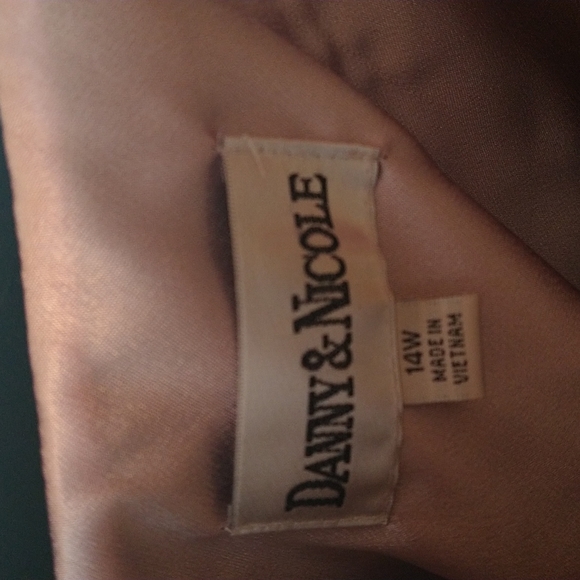 DANNY & NICOLE
14W
MADE IN
VIETNAM